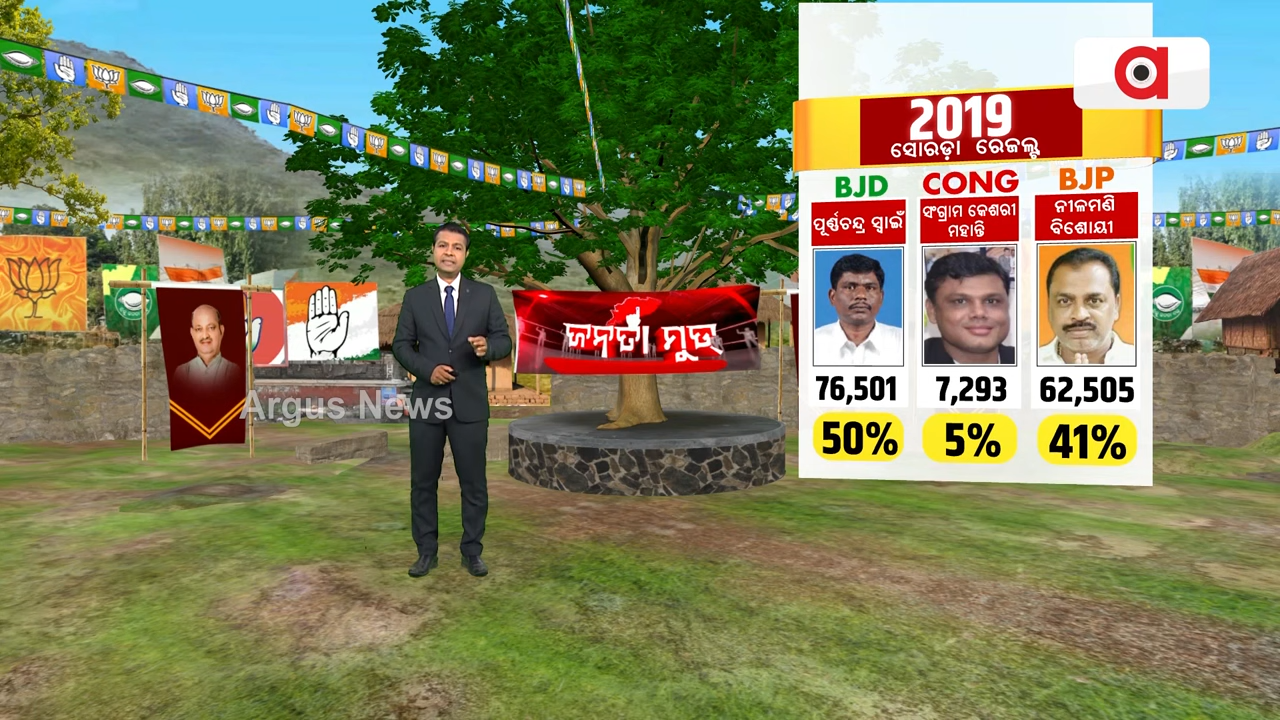 2019
ସୋରଡ଼ା ରେଜଲ୍ଟ
BJD
CONG
BJP
ପୂର୍ଣ୍ଣଚନ୍ଦ୍ର ସ୍ୱାଇଁ
ସଂଗ୍ରାମ କେଶରୀ
ମହାନ୍ତି
ନୀଳମଣି
ବିଶୋୟୀ
76,501
7,293
62,505
50%
5%
41%
ଜନତା ମୁଡ୍
Argus News
a